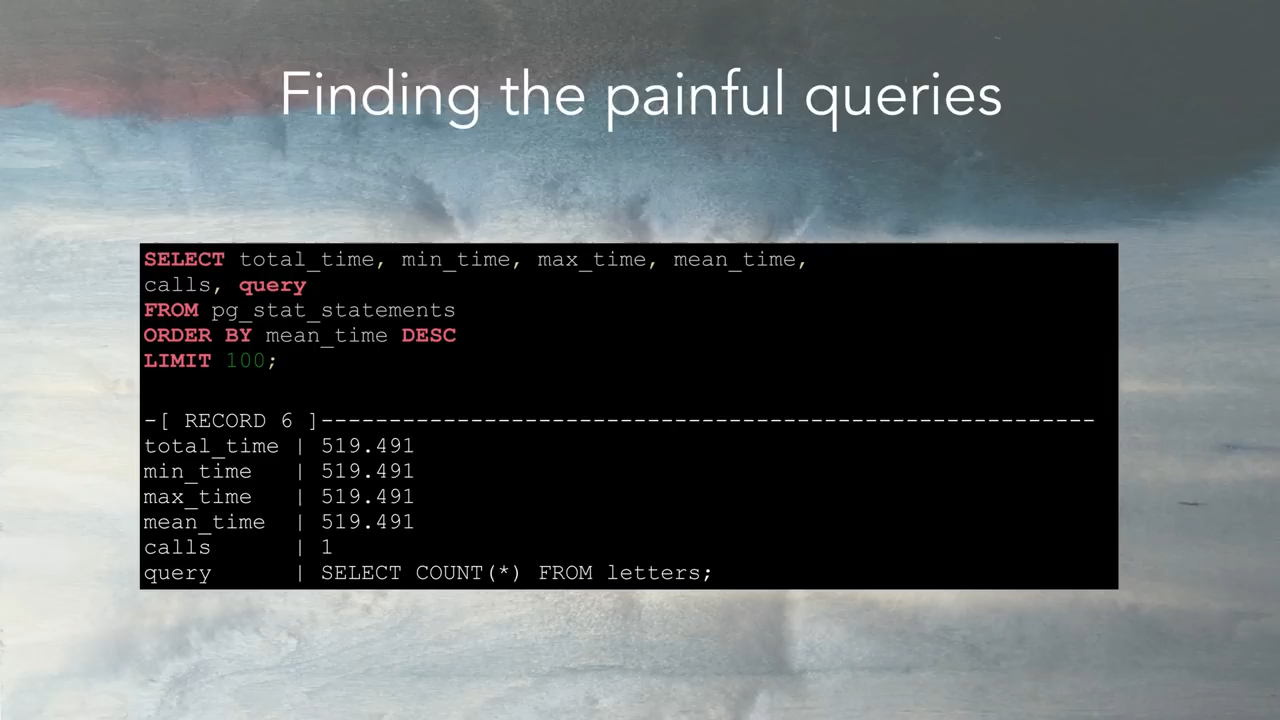 Finding the painful queries
SELECT total_time, min_time, max_time, mean_time,
calls, query
FROM pg_stat_statements
ORDER BY mean_time DESC
LIMIT 100;
-[ RECORD 6 ]---------------------------------------------------------
total_time | 519.491
min_time   | 519.491
max_time   | 519.491
mean_time  | 519.491
calls      | 1
query      | SELECT COUNT(*) FROM letters;